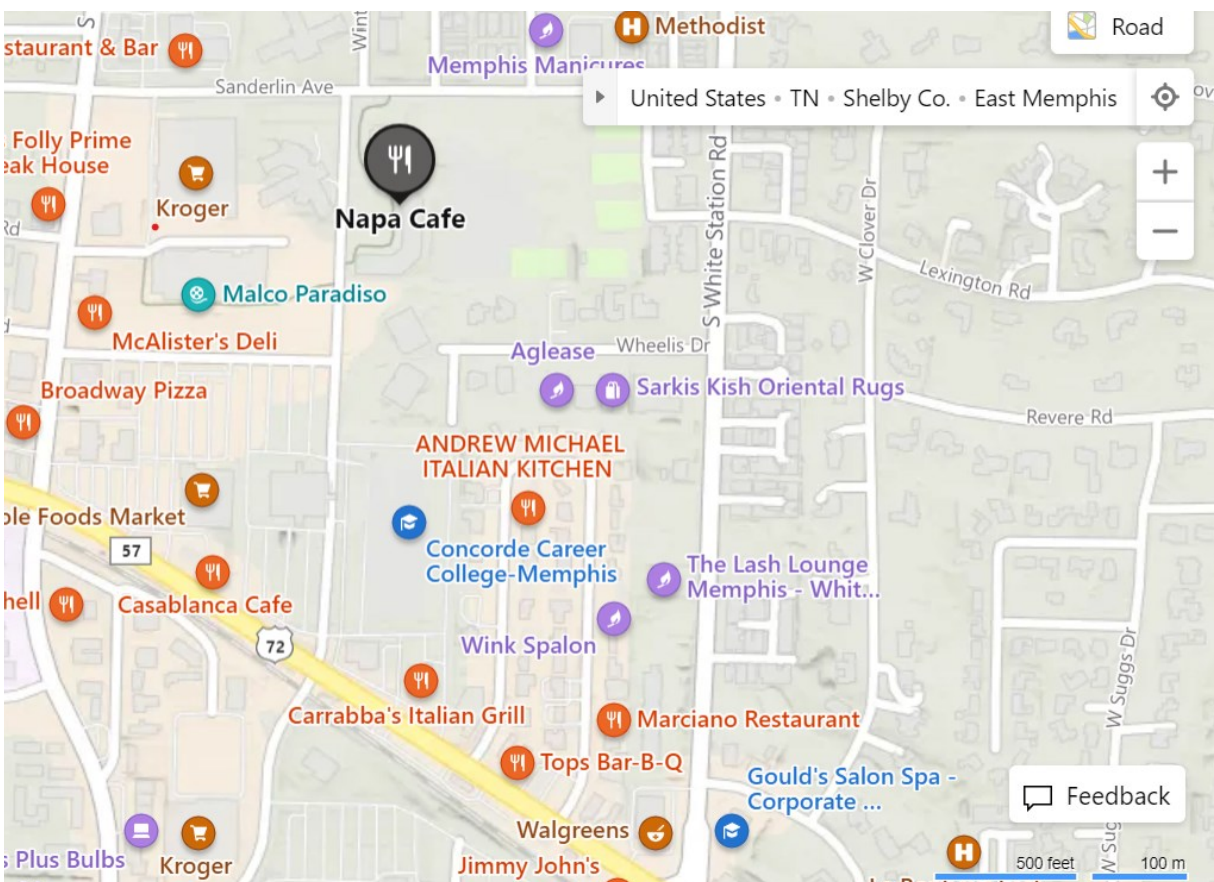 staurant & Bar
Methodist
Road
Memphis Manicures
Sanderlin Ave
United States • TN • Shelby Co. • East Memphis
Folly Prime
eak House
Kroger
Napa Cafe
Rd
S White Station Rd
W Clover Dr
Lexington Rd
Malco Paradiso
McAlister's Deli
Aglease
Wheelis Dr
Broadway Pizza
Sarkis Kish Oriental Rugs
Revere Rd
ANDREW MICHAEL
ITALIAN KITCHEN
ole Foods Market
57
Concorde Career
College-Memphis
The Lash Lounge
Memphis - Whit...
hell
Casablanca Cafe
72
Wink Spalon
W Suggs Dr
Carrabba's Italian Grill
Marciano Restaurant
Tops Bar-B-Q
Gould's Salon Spa -
Corporate ...
Feedback
Walgreens
s Plus Bulbs
Kroger
Jimmy John's
W Sug
500 feet
100 m